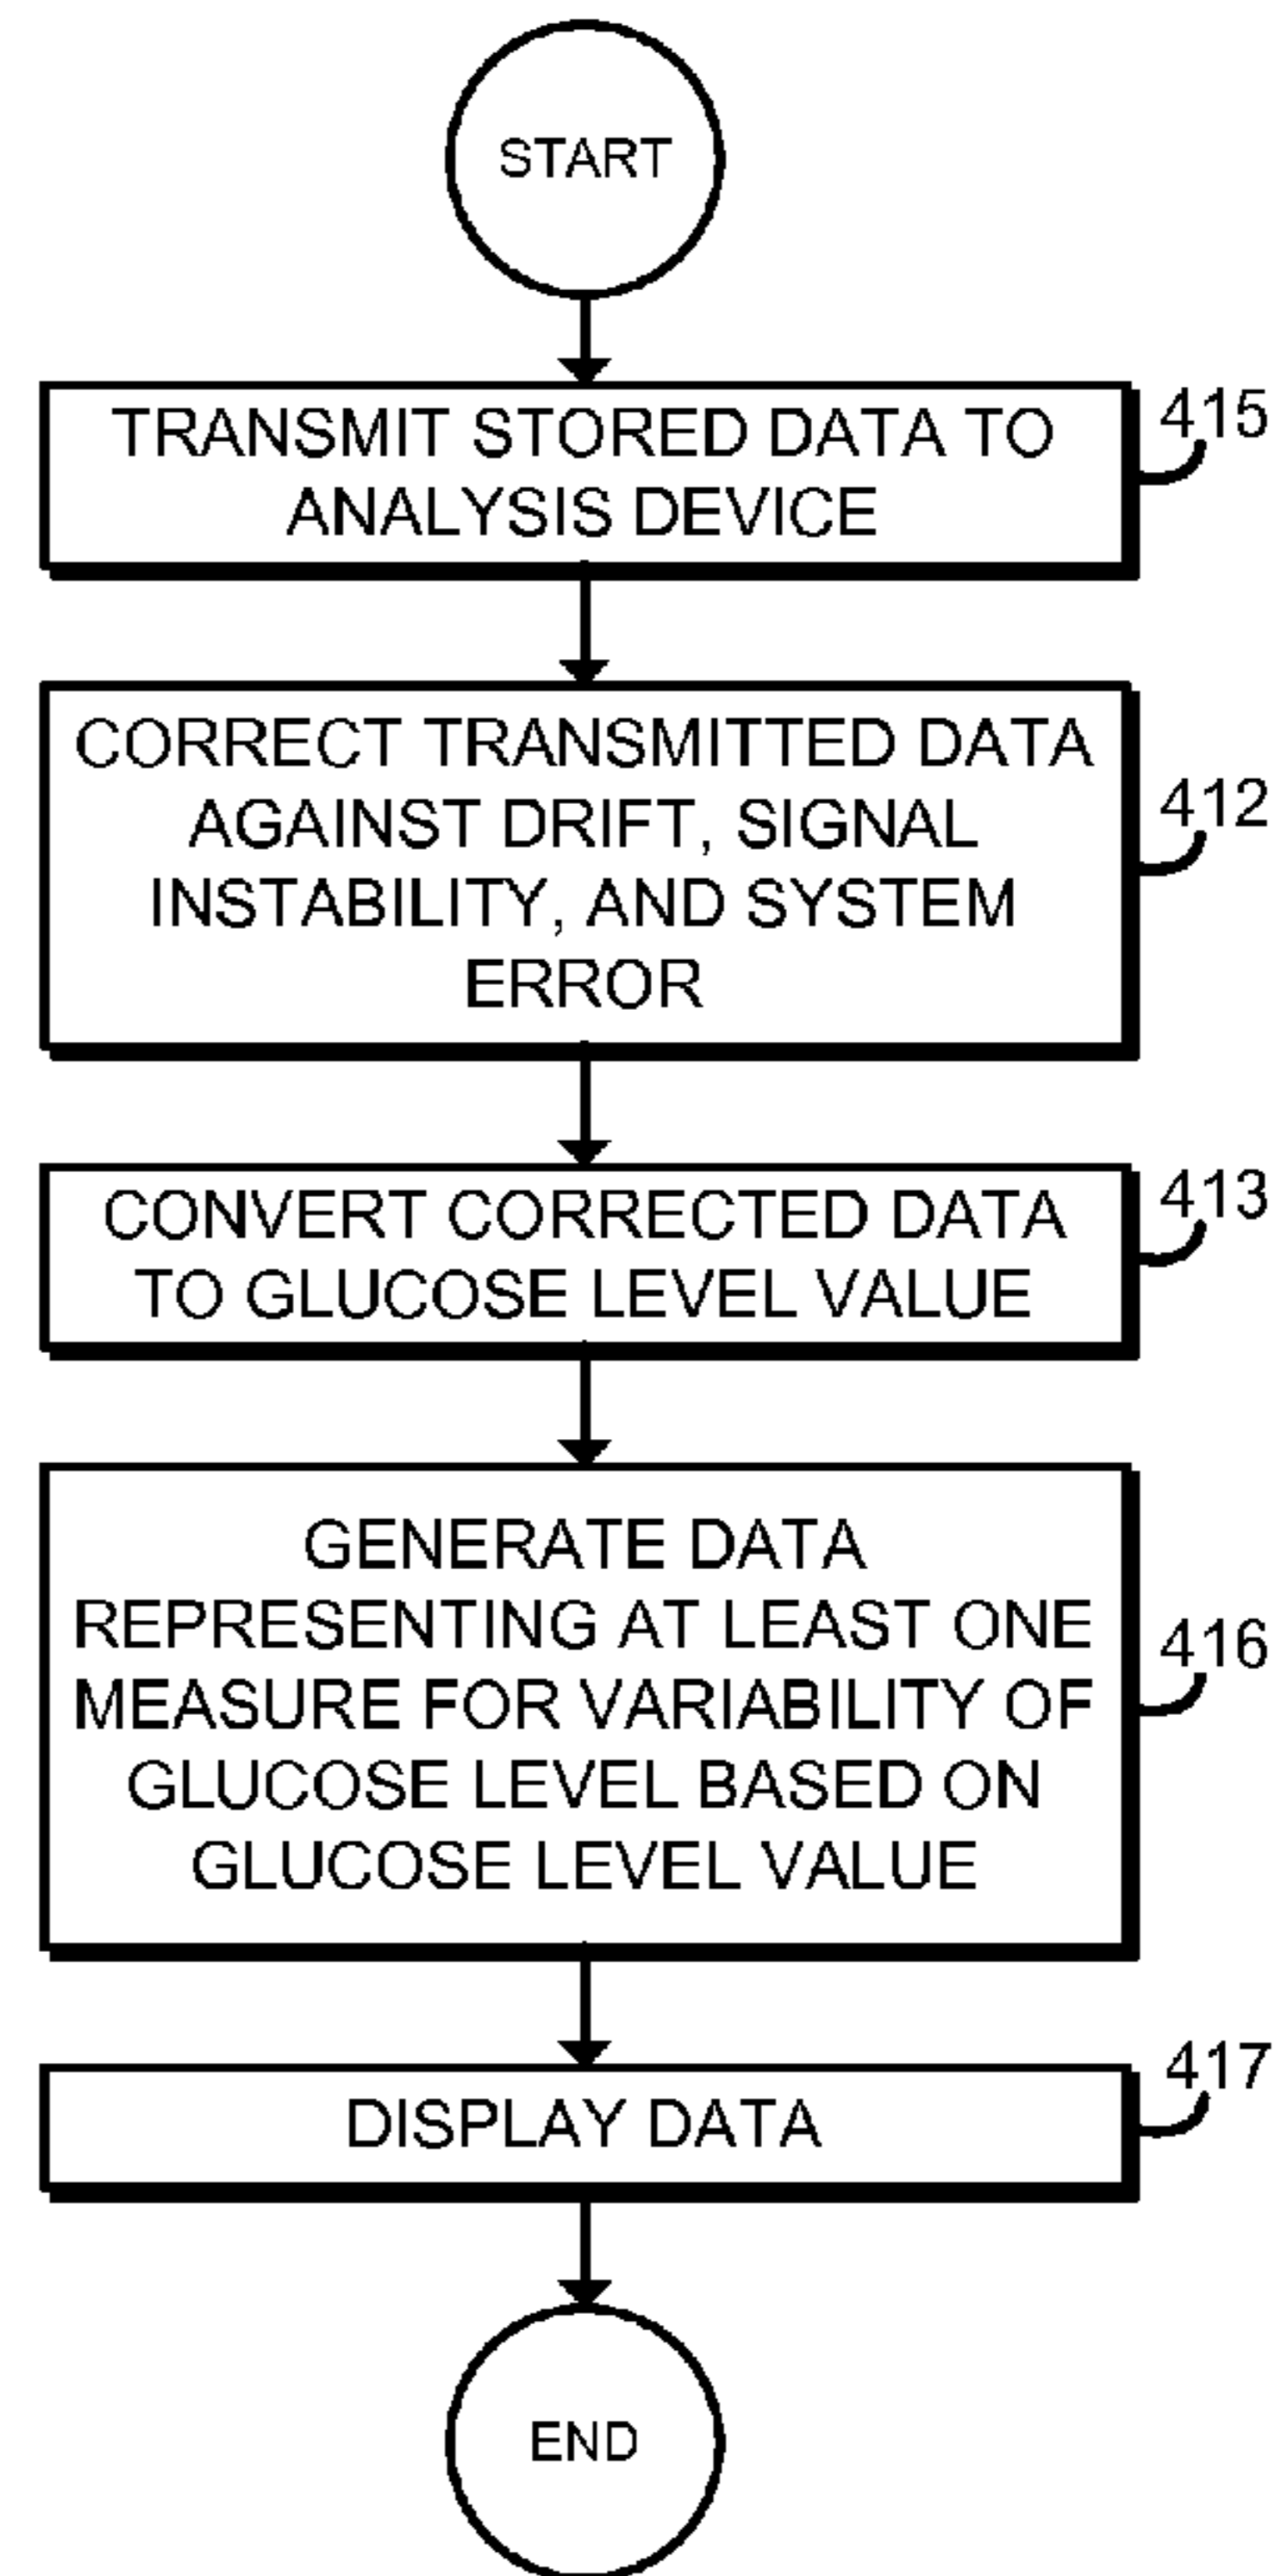 START
TRANSMIT STORED DATA TO
ANALYSIS DEVICE
415
CORRECT TRANSMITTED DATA
AGAINST DRIFT, SIGNAL
INSTABILITY, AND SYSTEM
ERROR
412
CONVERT CORRECTED DATA
TO GLUCOSE LEVEL VALUE
413
GENERATE DATA
REPRESENTING AT LEAST ONE
MEASURE FOR VARIABILITY OF
GLUCOSE LEVEL BASED ON
GLUCOSE LEVEL VALUE
416
DISPLAY DATA
417
END